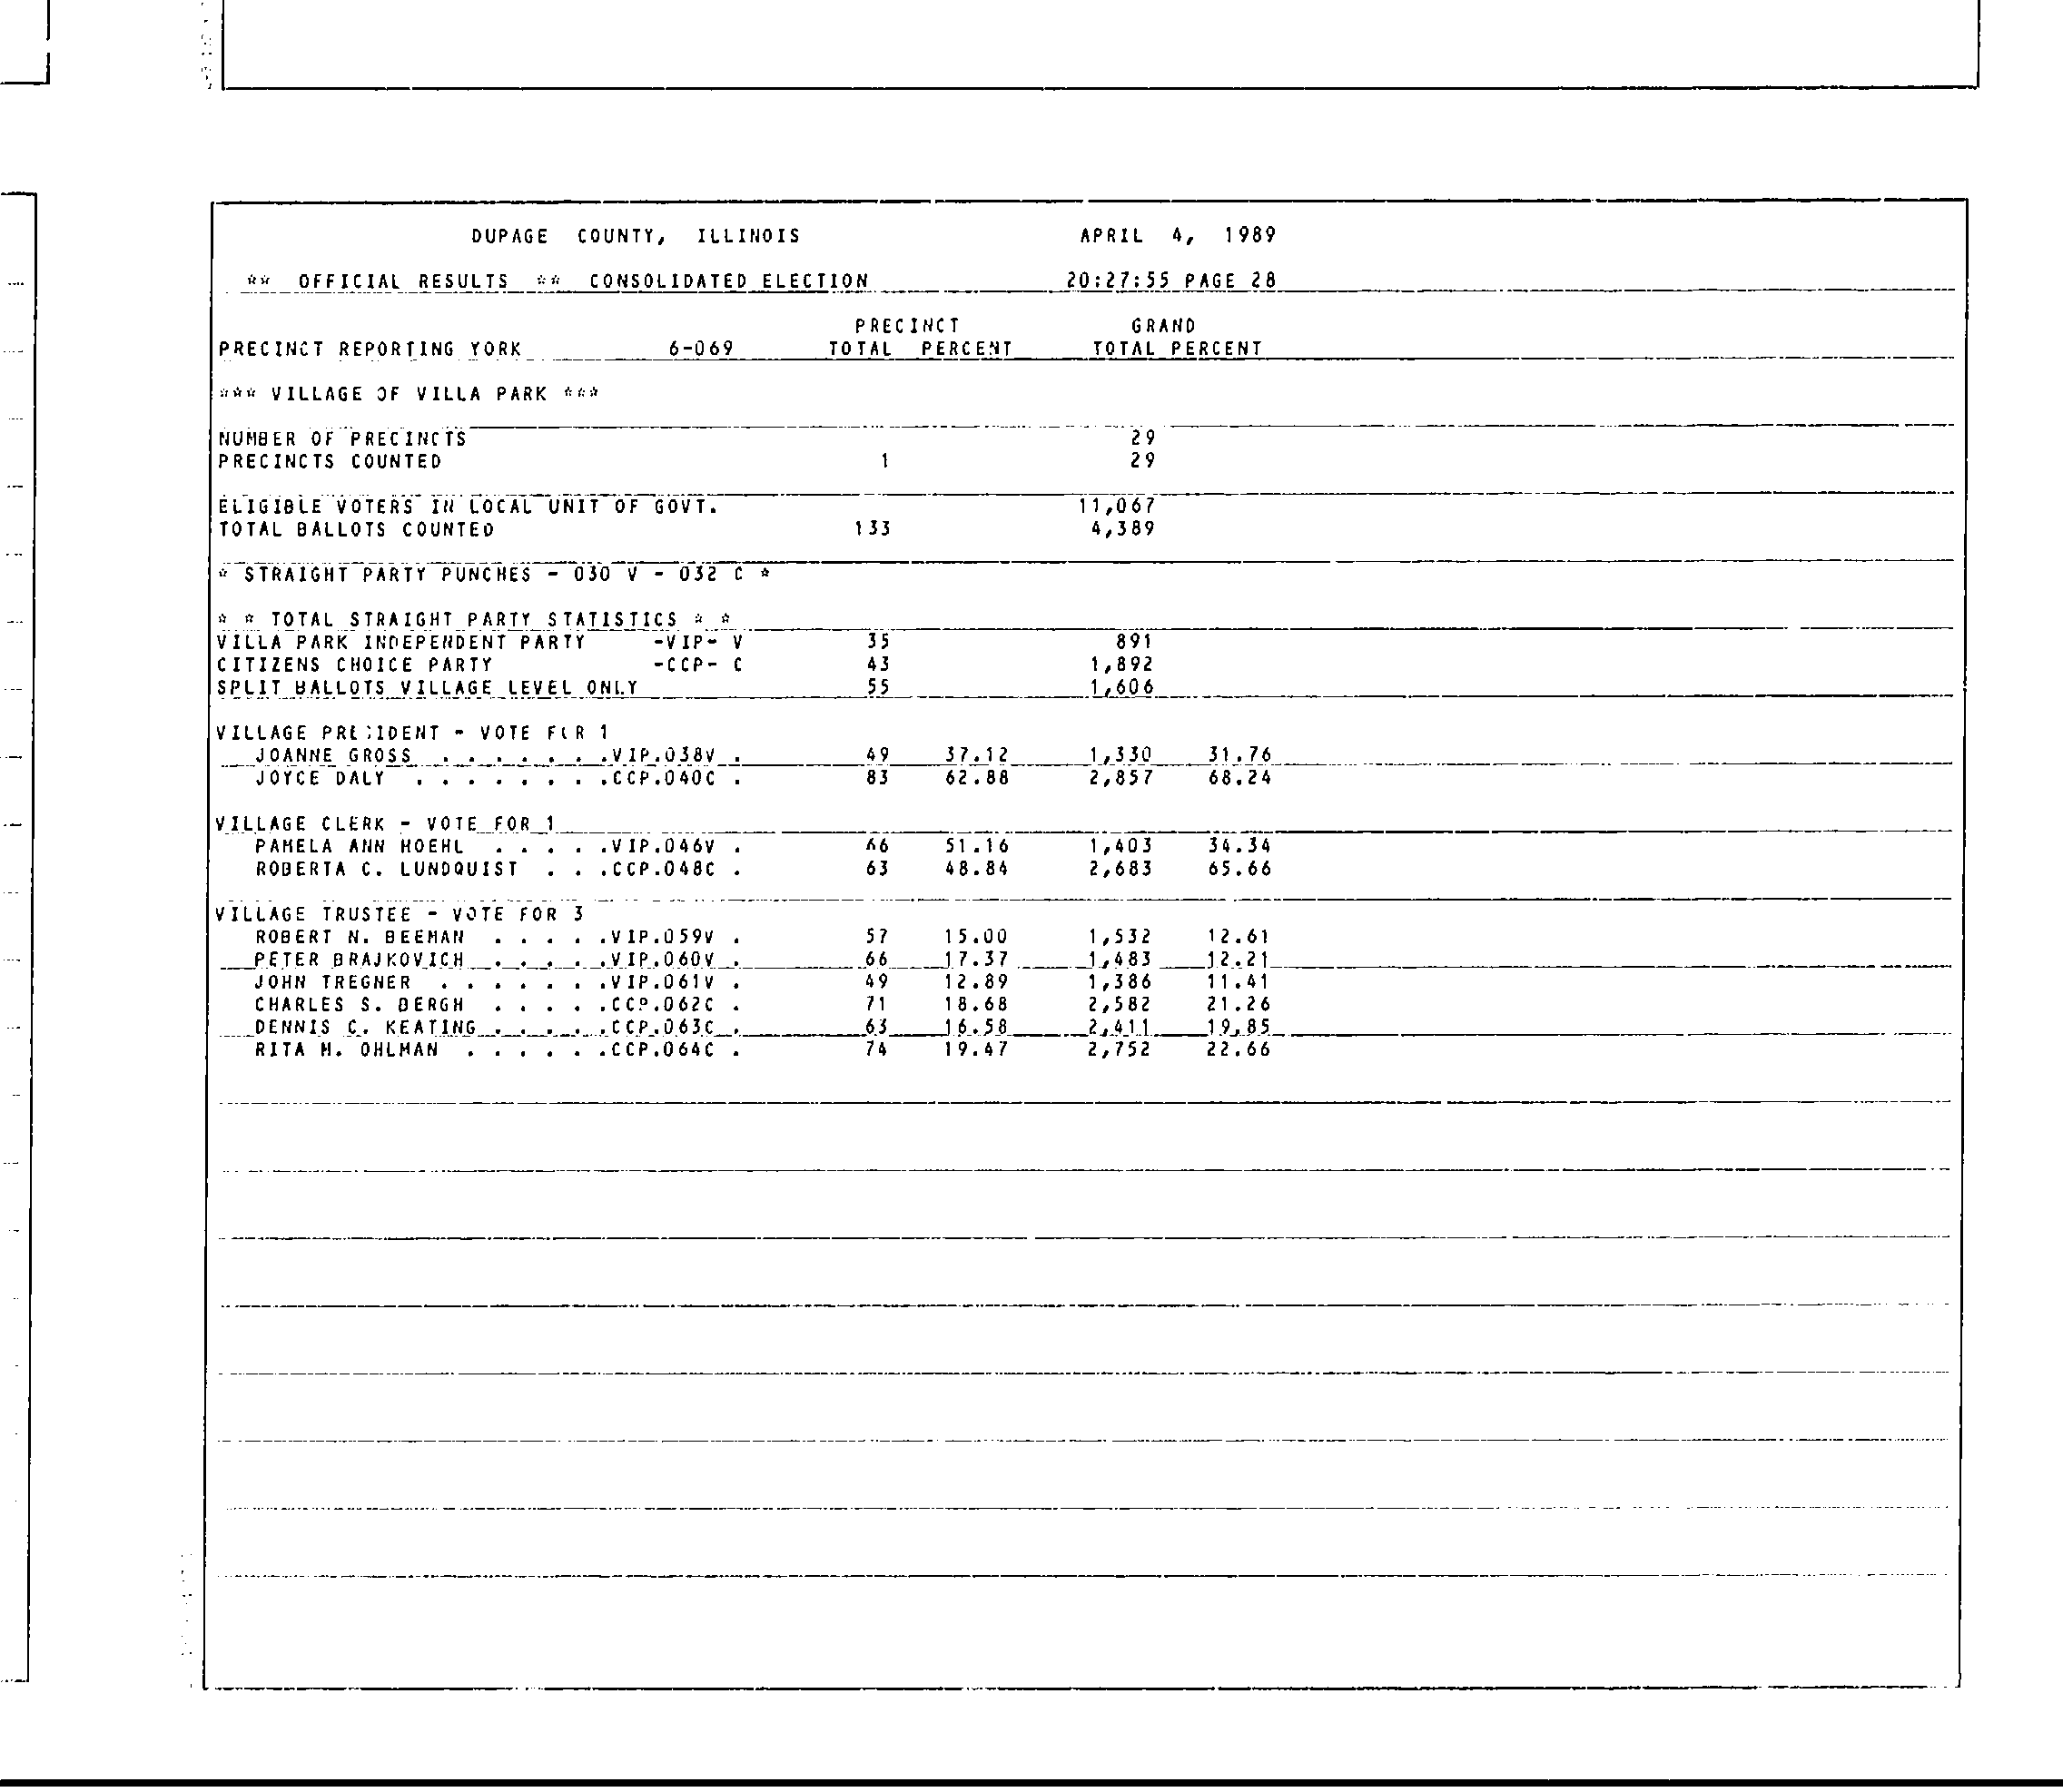 DUPAGE COUNTY, ILLINOIS APRIL 4, 1989
** OFFICIAL RESULTS ** CONSOLIDATED ELECTION 20:27:55 PAGE 28
PRECINCT GRAND
PRECINCT REPORTING YORK 6-069 TOTAL PERCENT TOTAL PERCENT
*** VILLAGE OF VILLA PARK ***
NUMBER OF PRECINCTS 29
PRECINCTS COUNTED 1 29
ELIGIBLE VOTERS IN LOCAL UNIT OF GOVT. 11,067
TOTAL BALLOTS COUNTED 133 4,389
* STRAIGHT PARTY PUNCHES - 030 V - 032 C *
* * TOTAL STRAIGHT PARTY STATISTICS * *
VILLA PARK INDEPENDENT PARTY -VIP- V 35 891
CITIZENS CHOICE PARTY -CCP- C 43 1,892
SPLIT BALLOTS VILLAGE LEVEL ONLY 55 1,606
VILLAGE PRESIDENT - VOTE FOR 1
JOANNE GROSS . . . . . . .VIP.038V . 49 37.12 1,330 31.76
JOYCE DALY . . . . . . . .CCP.040C . 83 62.88 2,857 68.24
VILLAGE CLERK - VOTE FOR 1
PAMELA ANN HOEHL . . . . .VIP.046V . 66 51.16 1,403 34.34
ROBERTA C. LUNDQUIST . . .CCP.048C . 63 48.84 2,683 65.66
VILLAGE TRUSTEE - VOTE FOR 3
ROBERT N. BEEMAN . . . . .VIP.059V . 57 15.00 1,532 12.61
PETER BRAJKOVICH . . . . .VIP.060V . 66 17.37 1,483 12.21
JOHN TREGNER . . . . . . .VIP.061V . 49 12.89 1,386 11.41
CHARLES S. BERGH . . . . .CCP.062C . 71 18.68 2,582 21.26
DENNIS C. KEATING . . . . .CCP.063C . 63 16.58 2,411 19.85
RITA M. OHLMAN . . . . . .CCP.064C . 74 19.47 2,752 22.66